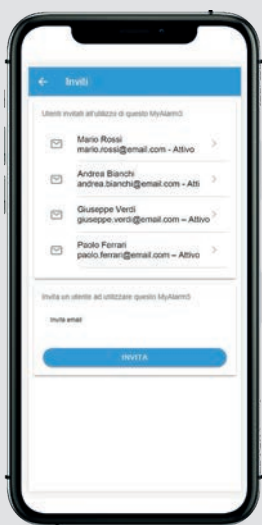 Inviti
Utenti invitati all'utilizzo di questo MyAlarm3
Mario Rossi
mario.rossi@email.com - Attivo
Andrea Bianchi
andrea.bianchi@email.com - Atti
Giuseppe Verdi
giuseppe.verdi@email.com – Attivo
Paolo Ferrari
paolo.ferrari@email.com – Attivo
Invita un utente ad utilizzare questo MyAlarm3
Invita email
INVITA